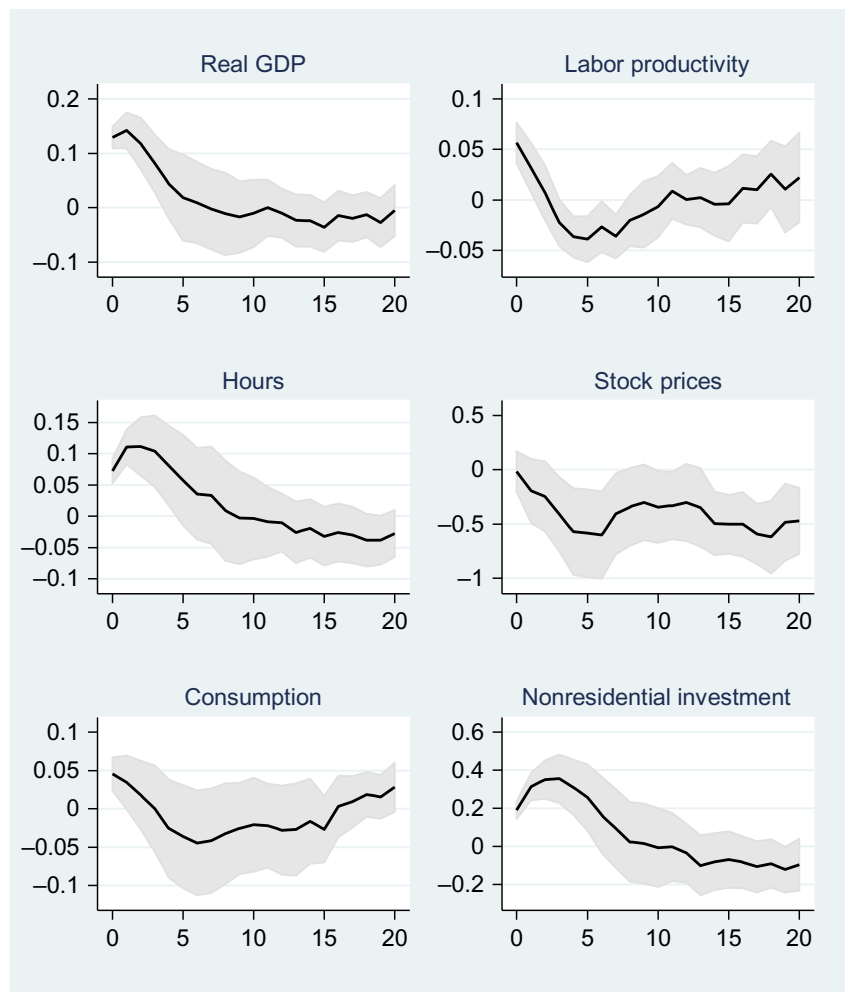 Real GDP
0.2
0.1
0
–0.1
0 5 10 15 20
Labor productivity
0.1
0.05
0
–0.05
0 5 10 15 20
Hours
0.15
0.1
0.05
0
–0.05
–0.1
0 5 10 15 20
Stock prices
0.5
0
–0.5
–1
0 5 10 15 20
Consumption
0.1
0.05
0
–0.05
–0.1
0 5 10 15 20
Nonresidential investment
0.6
0.4
0.2
0
–0.2
0 5 10 15 20